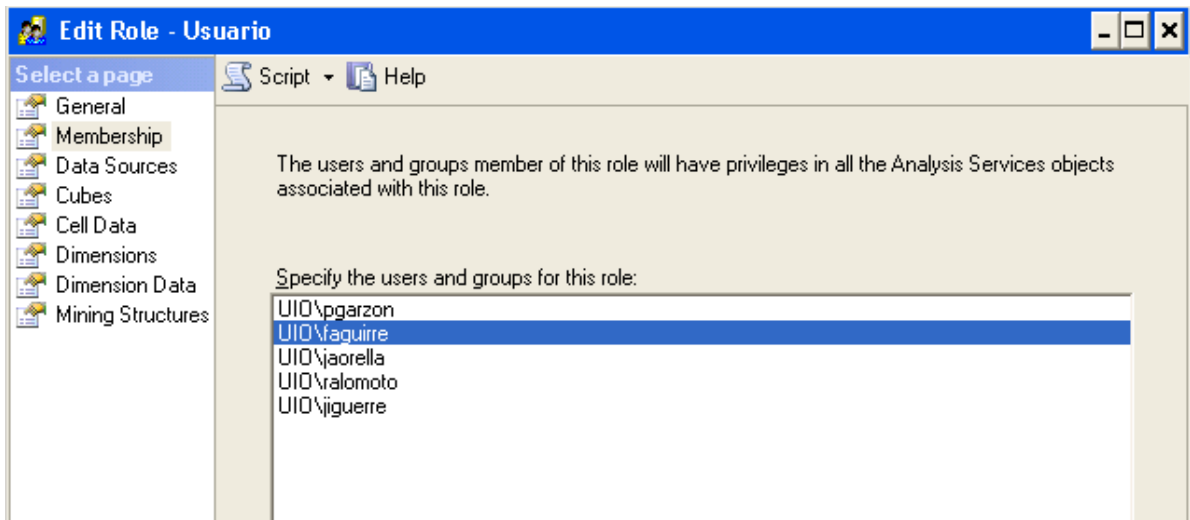 Edit Role - Usuario
Select a page
Script Help
General
Membership
Data Sources
Cubes
Cell Data
Dimensions
Dimension Data
Mining Structures
The users and groups member of this role will have privileges in all the Analysis Services objects
associated with this role.
Specify the users and groups for this role:
UIO\pgarzon
UIO\faguirre
UIO\jaorella
UIO\ralomoto
UIO\jiguerre